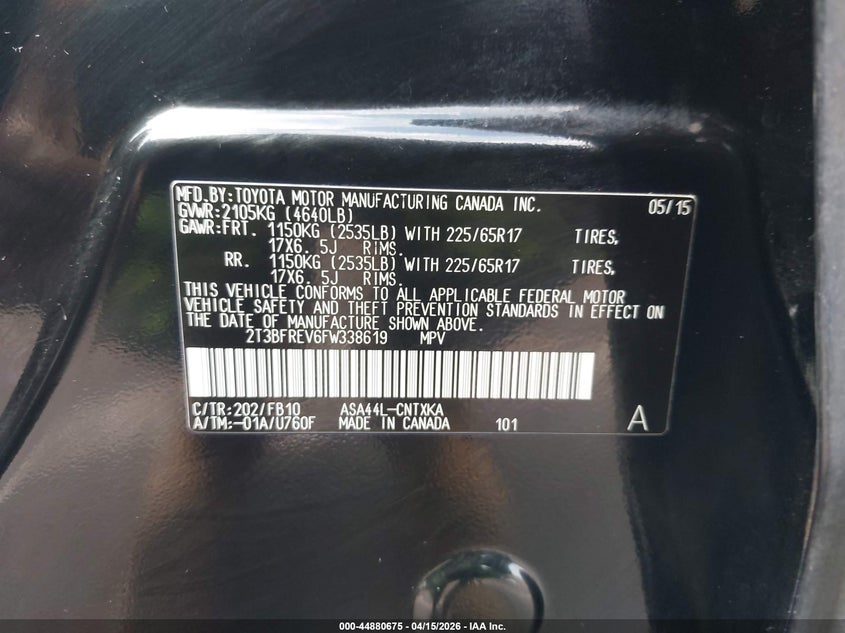 MFD.BY:TOYOTA MOTOR MANUFACTURING CANADA INC. 05/15
GVWR:2105KG (4640LB)
GAWR:FRT. 1150KG (2535LB) WITH 225/65R17 TIRES,
17X6. 5J RIMS.
RR. 1150KG (2535LB) WITH 225/65R17 TIRES,
17X6. 5J RIMS.
THIS VEHICLE CONFORMS TO ALL APPLICABLE FEDERAL MOTOR
VEHICLE SAFETY AND THEFT PREVENTION STANDARDS IN EFFECT ON
THE DATE OF MANUFACTURE SHOWN ABOVE.
2T3BFREV6FW338619 MPV
C/TR:202/FB10 ASA44L-CNTXKA
A/TM:-01A/U760F MADE IN CANADA 101 A
000-44880675 - 04/15/2026 - IAA Inc.